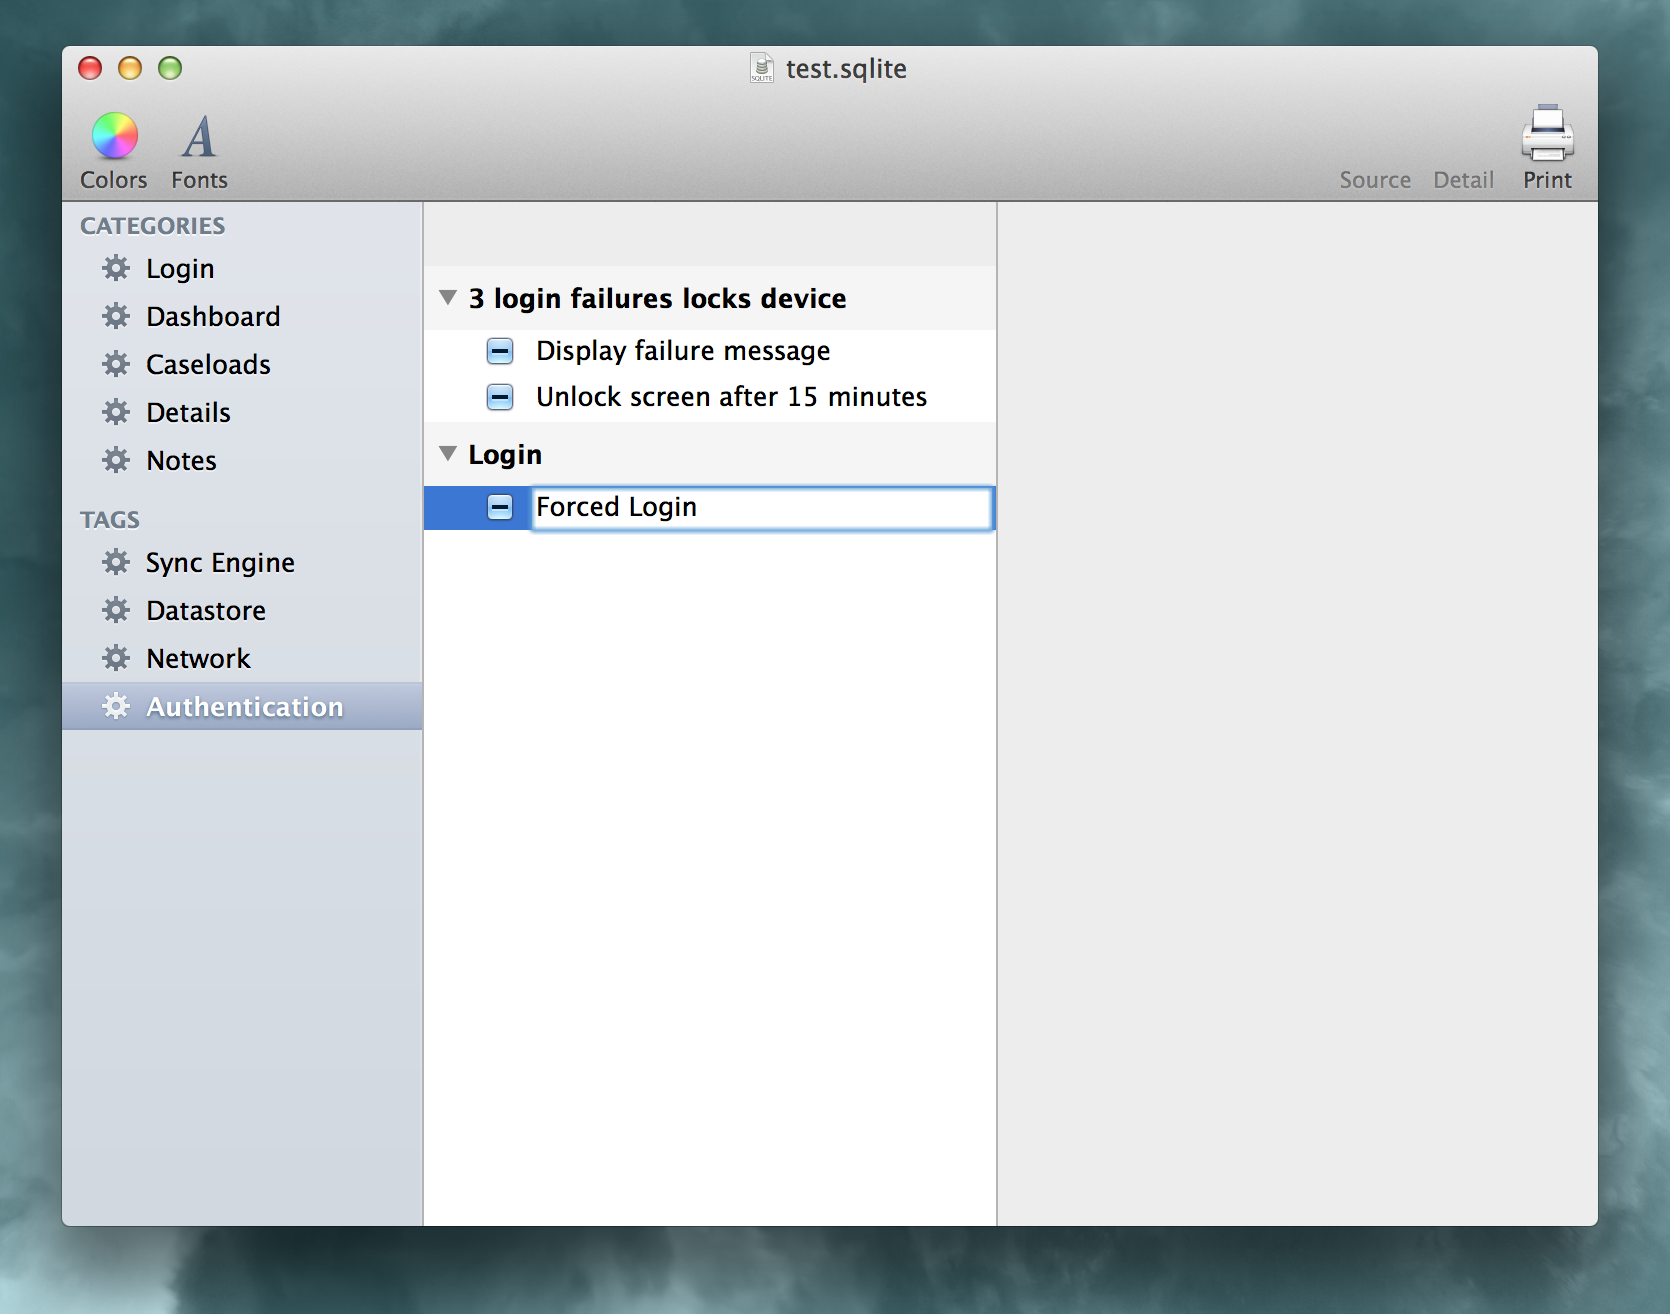 test.sqlite
SQLITE
Colors
Fonts
Source
Detail
Print
CATEGORIES
Login
Dashboard
Caseloads
Details
Notes
TAGS
Sync Engine
Datastore
Network
Authentication
3 login failures locks device
Display failure message
Unlock screen after 15 minutes
Login
Forced Login